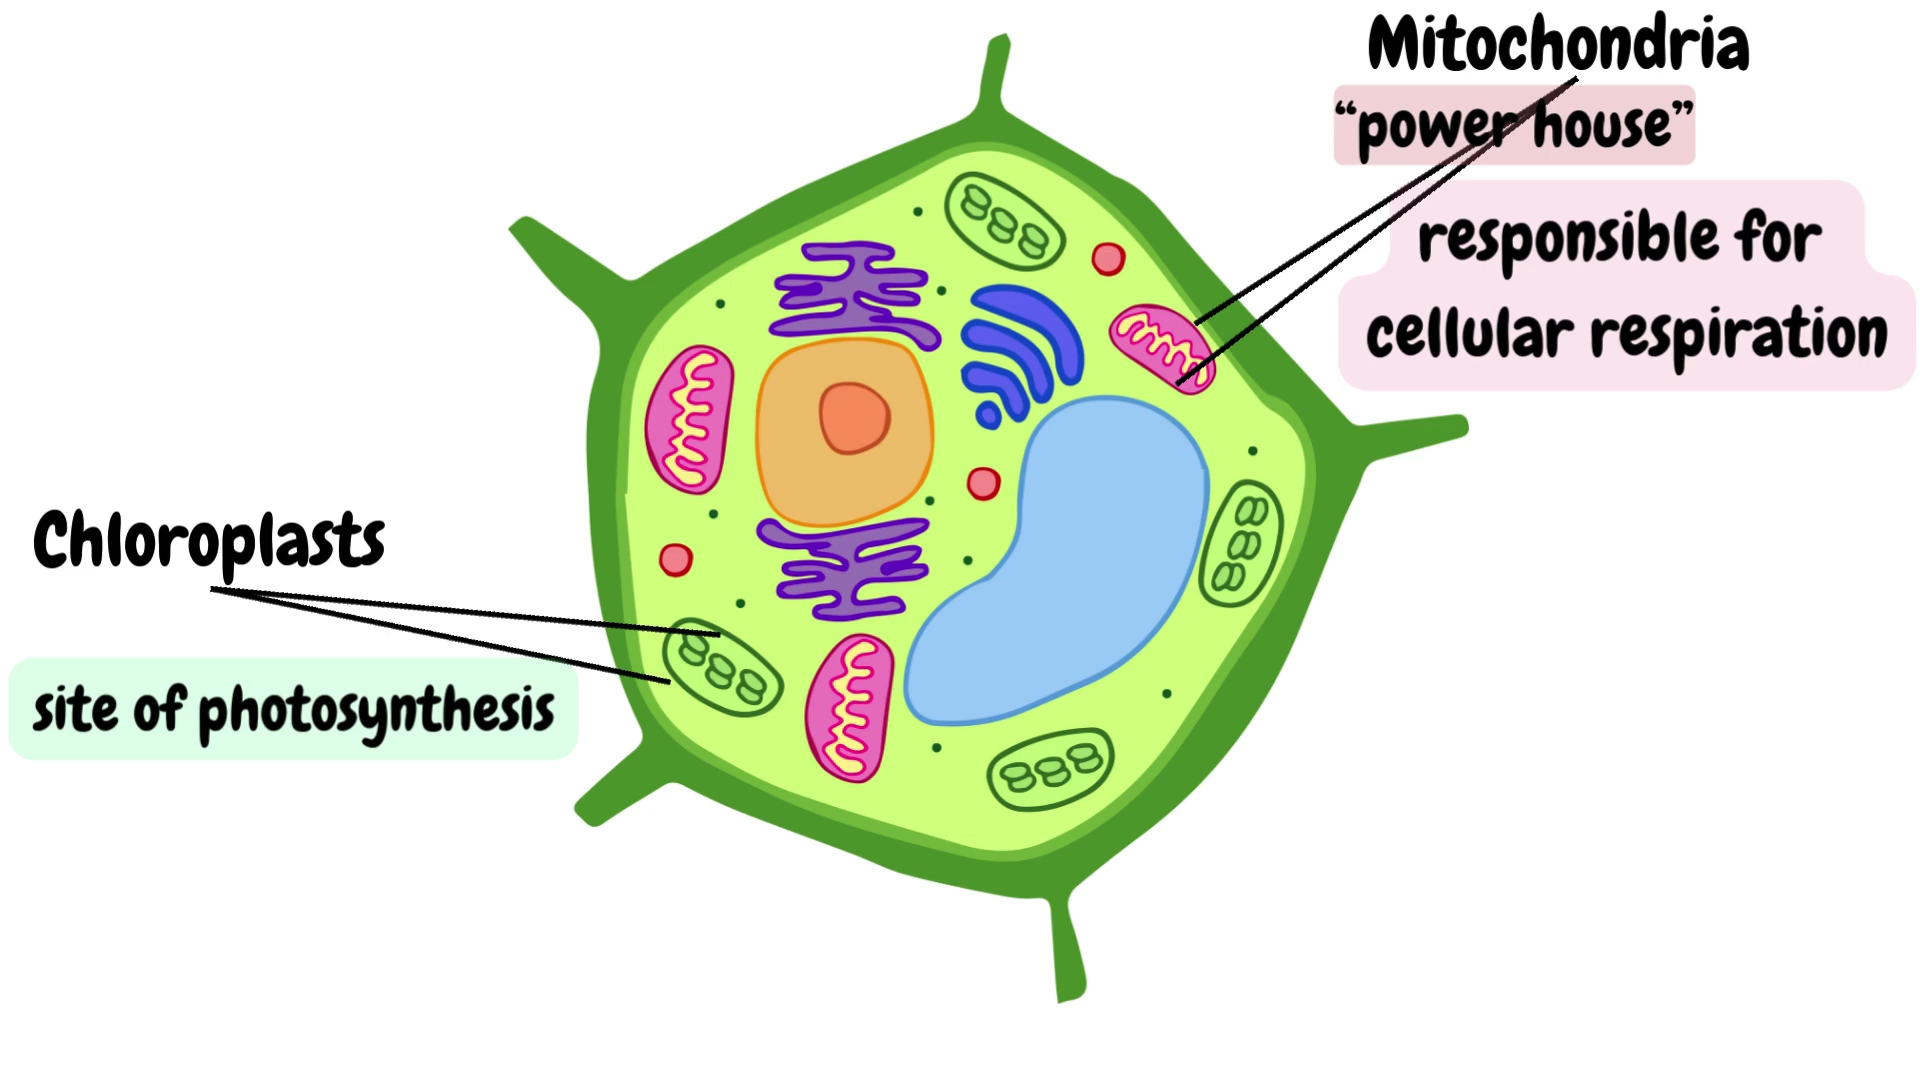 Mitochondria
“power house”
responsible for
cellular respiration
Chloroplasts
site of photosynthesis